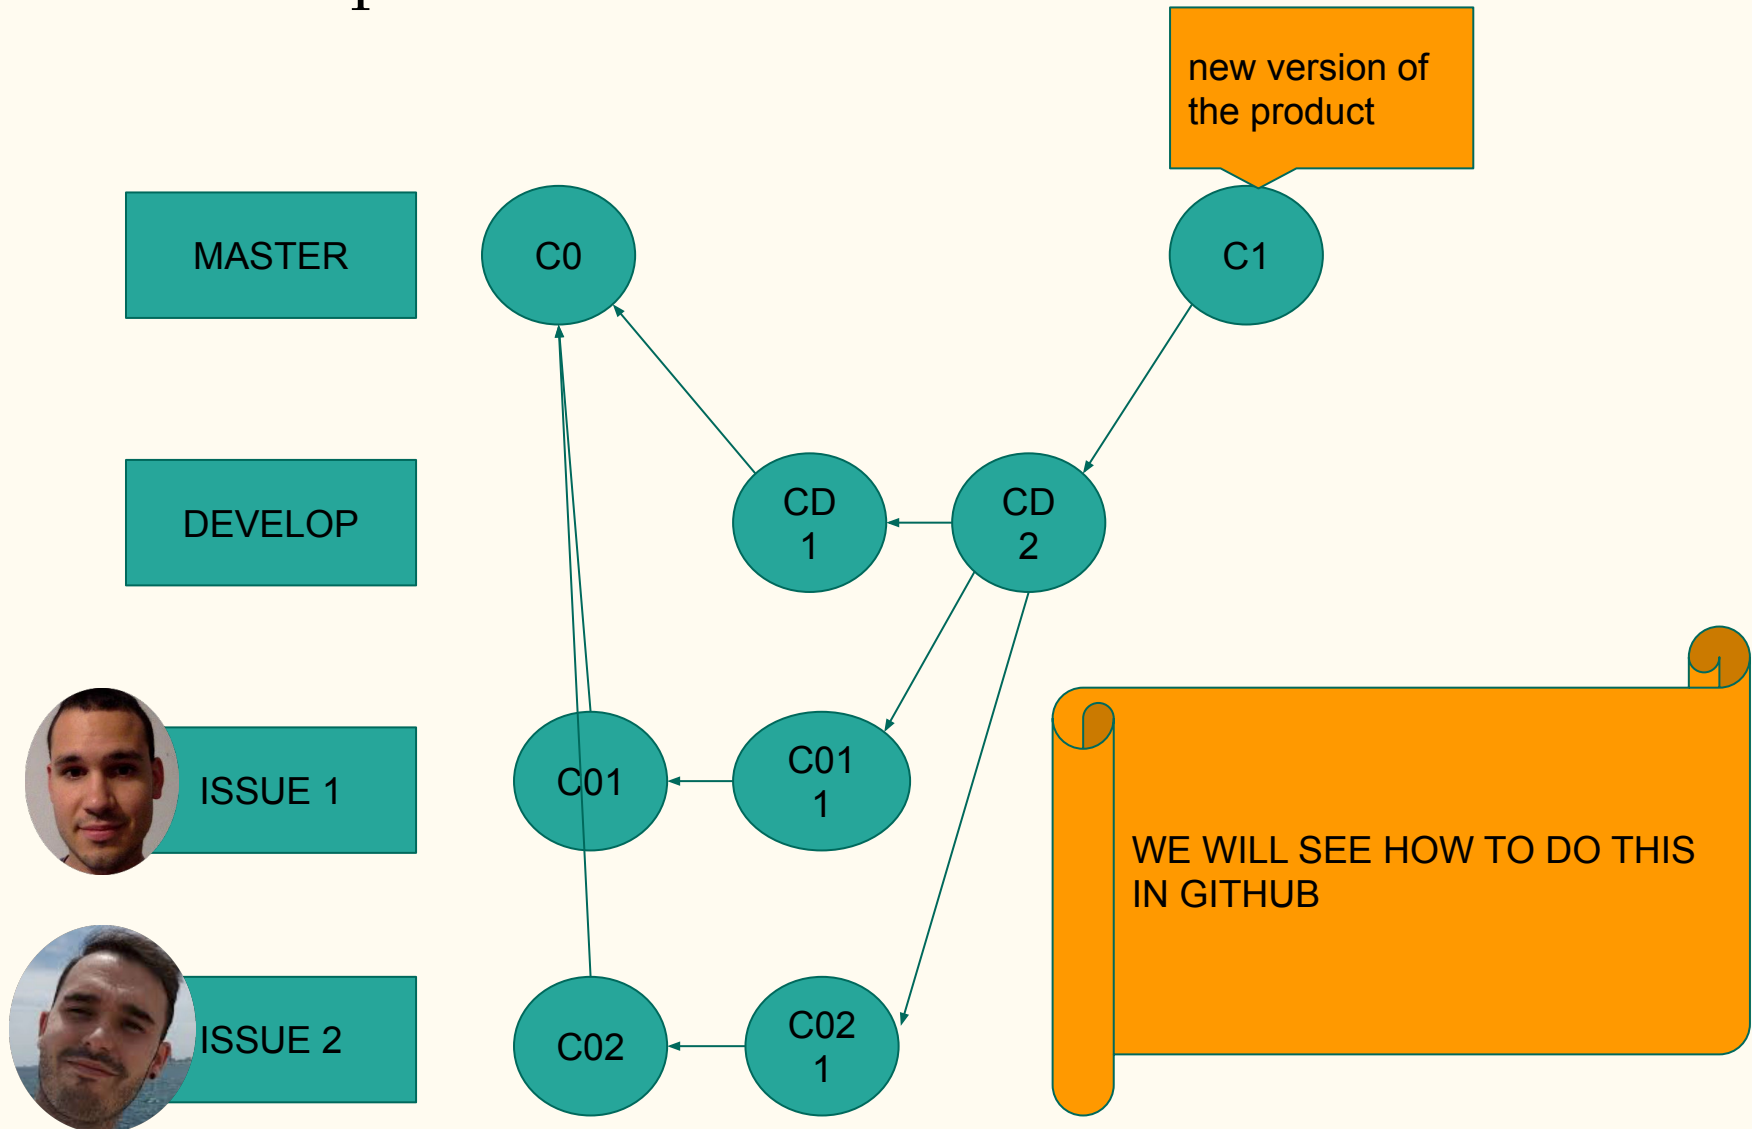 new version of
the product
MASTER
C0
C1
DEVELOP
CD
1
CD
2
ISSUE 1
C01
C01
1
WE WILL SEE HOW TO DO THIS
IN GITHUB
ISSUE 2
C02
C02
1